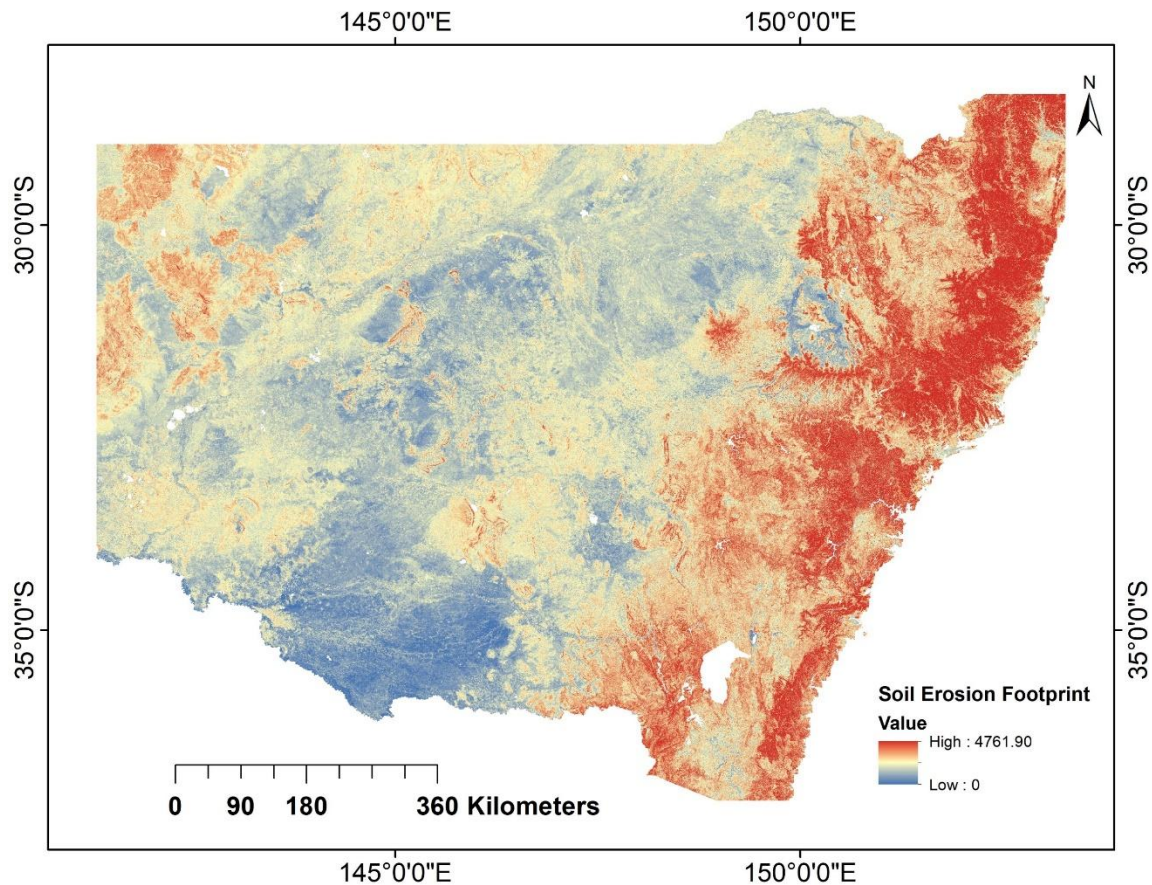 145°0'0"E 150°0'0"E
N
30°0'0"S 30°0'0"S
35°0'0"S 35°0'0"S
Soil Erosion Footprint
Value
High : 4761.90
Low : 0
0 90 180 360 Kilometers
145°0'0"E 150°0'0"E